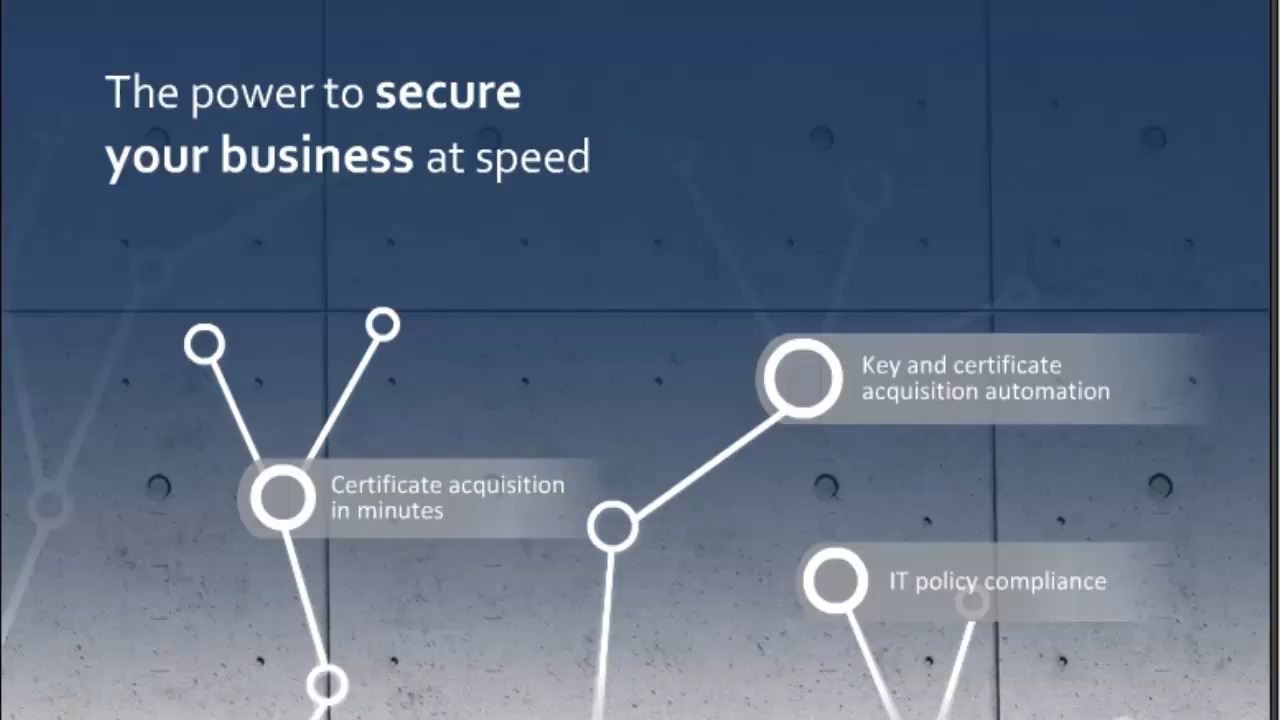 The power to secure
your business at speed
Key and certificate
acquisition automation
Certificate acquisition
in minutes
IT policy compliance